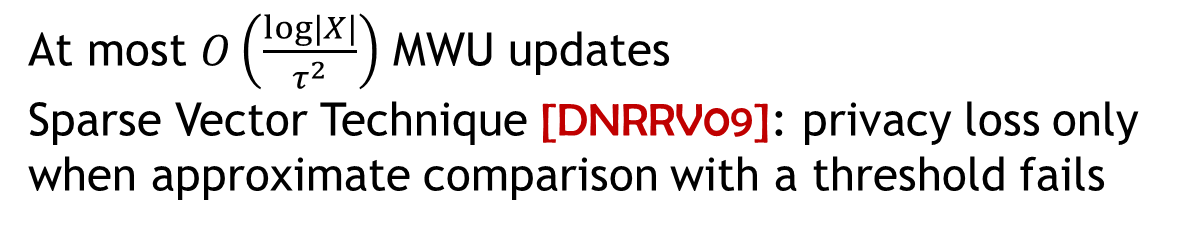 At most O(log|X|/τ²) MWU updates
Sparse Vector Technique [DNRRV09]: privacy loss only
when approximate comparison with a threshold fails